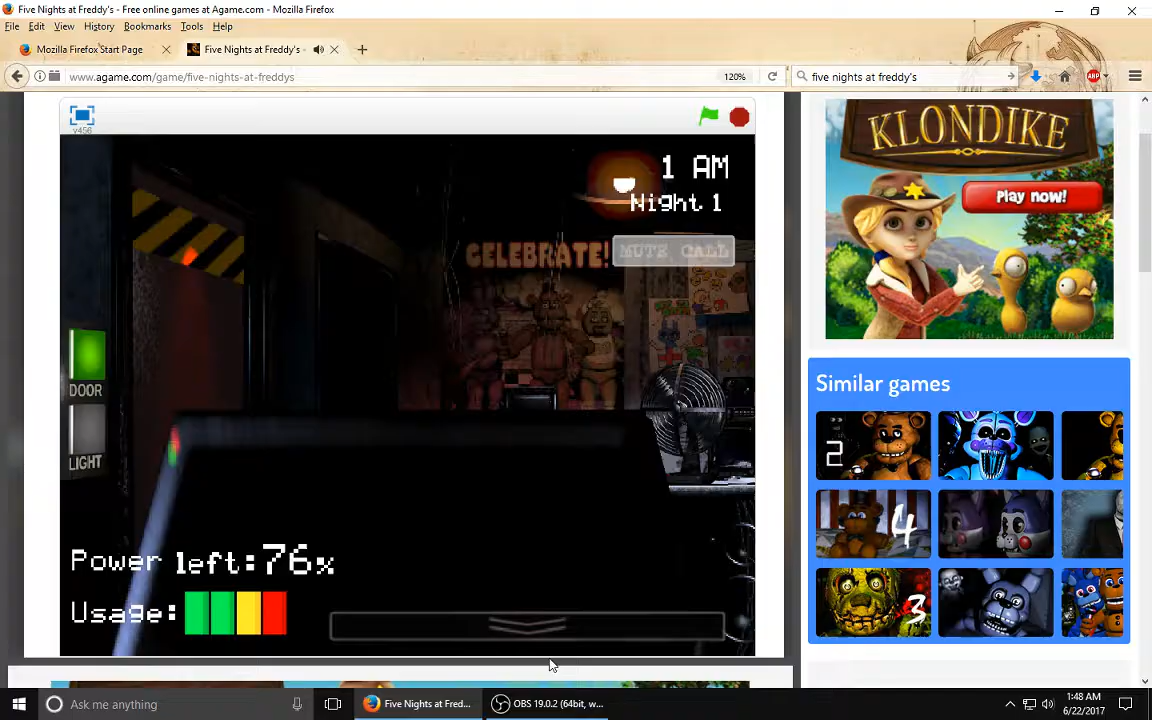 Five Nights at Freddy's - Free online games at Agame.com - Mozilla Firefox
File Edit View History Bookmarks Tools Help
Mozilla Firefox Start Page
Five Nights at Freddy's -
www.agame.com/game/five-nights-at-freddys
120%
five nights at freddy's
ABP
v456
1 AM
Night 1
MUTE CALL
CELEBRATE!
DOOR
LIGHT
Power left:76%
Usage:
KLONDIKE
Play now!
Similar games
2
4
3
Ask me anything
Five Nights at Fred...
OBS 19.0.2 (64bit, w...
1:48 AM
6/22/2017